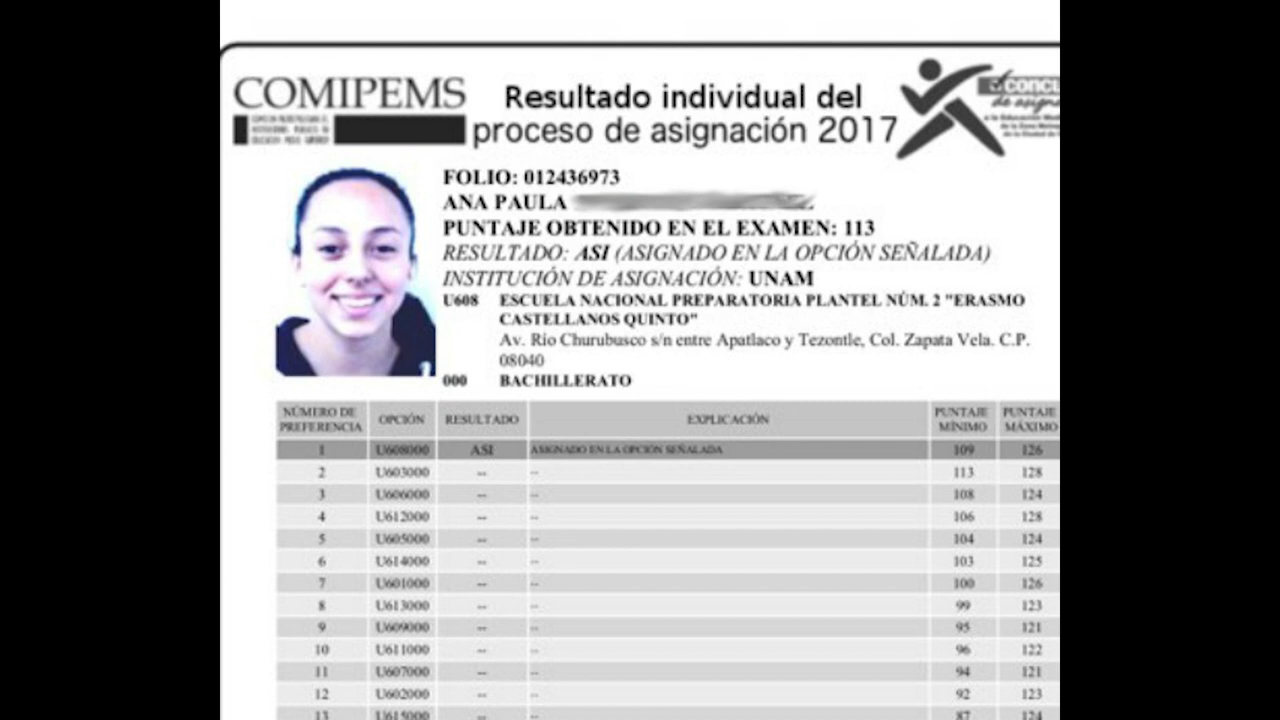 COMIPEMS
Resultado individual del
proceso de asignación 2017
FOLIO: 012436973
ANA PAULA
PUNTAJE OBTENIDO EN EL EXAMEN: 113
RESULTADO: ASI (ASIGNADO EN LA OPCIÓN SEÑALADA)
INSTITUCIÓN DE ASIGNACIÓN: UNAM
U608 ESCUELA NACIONAL PREPARATORIA PLANTEL NÚM. 2 "ERASMO
CASTELLANOS QUINTO"
Av. Río Churubusco s/n entre Apatlaco y Tezontle, Col. Zapata Vela. C.P.
08040
000 BACHILLERATO
NÚMERO DE PREFERENCIA OPCIÓN RESULTADO EXPLICACIÓN PUNTAJE MÍNIMO PUNTAJE MÁXIMO
1 U608000 ASI ASIGNADO EN LA OPCIÓN SEÑALADA 109 126
2 U603000 -- -- 113 128
3 U606000 -- -- 108 124
4 U612000 -- -- 106 128
5 U605000 -- -- 104 124
6 U614000 -- -- 103 125
7 U601000 -- -- 100 126
8 U613000 -- -- 99 123
9 U609000 -- -- 95 121
10 U611000 -- -- 96 122
11 U607000 -- -- 94 121
12 U602000 -- -- 92 123
13 U615000 -- -- 87 124